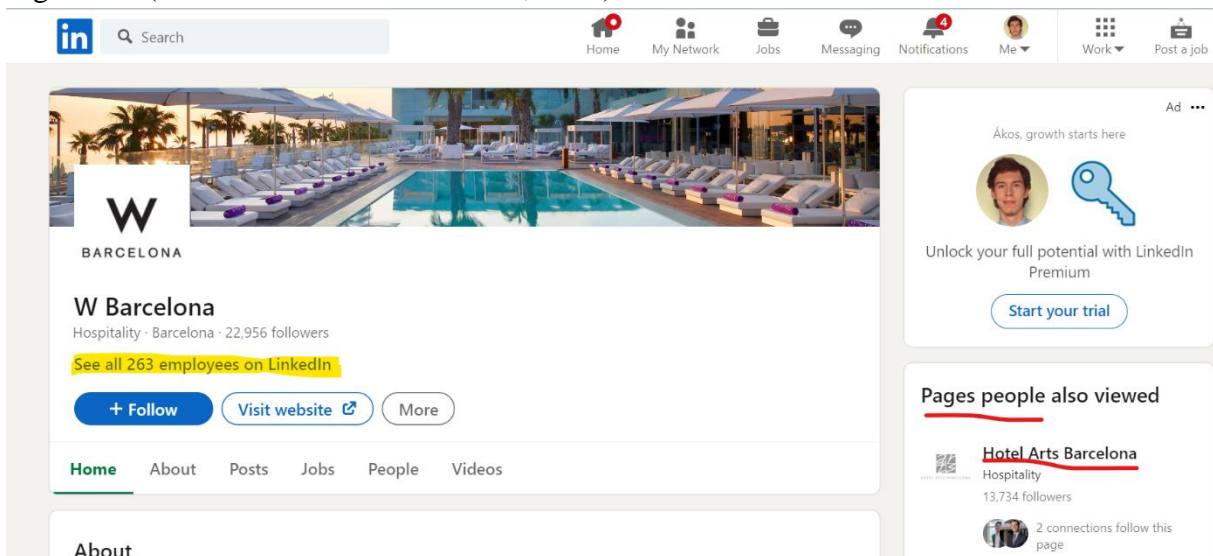 in
Search
Home
My Network
Jobs
Messaging
4
Notifications
Me
Work
Post a job
W
BARCELONA
W Barcelona
Hospitality · Barcelona · 22,956 followers
See all 263 employees on LinkedIn
+ Follow
Visit website
More
Home About Posts Jobs People Videos
About
Ad
Ákos, growth starts here
Unlock your full potential with LinkedIn
Premium
Start your trial
Pages people also viewed
Hotel Arts Barcelona
Hospitality
13,734 followers
2 connections follow this
page